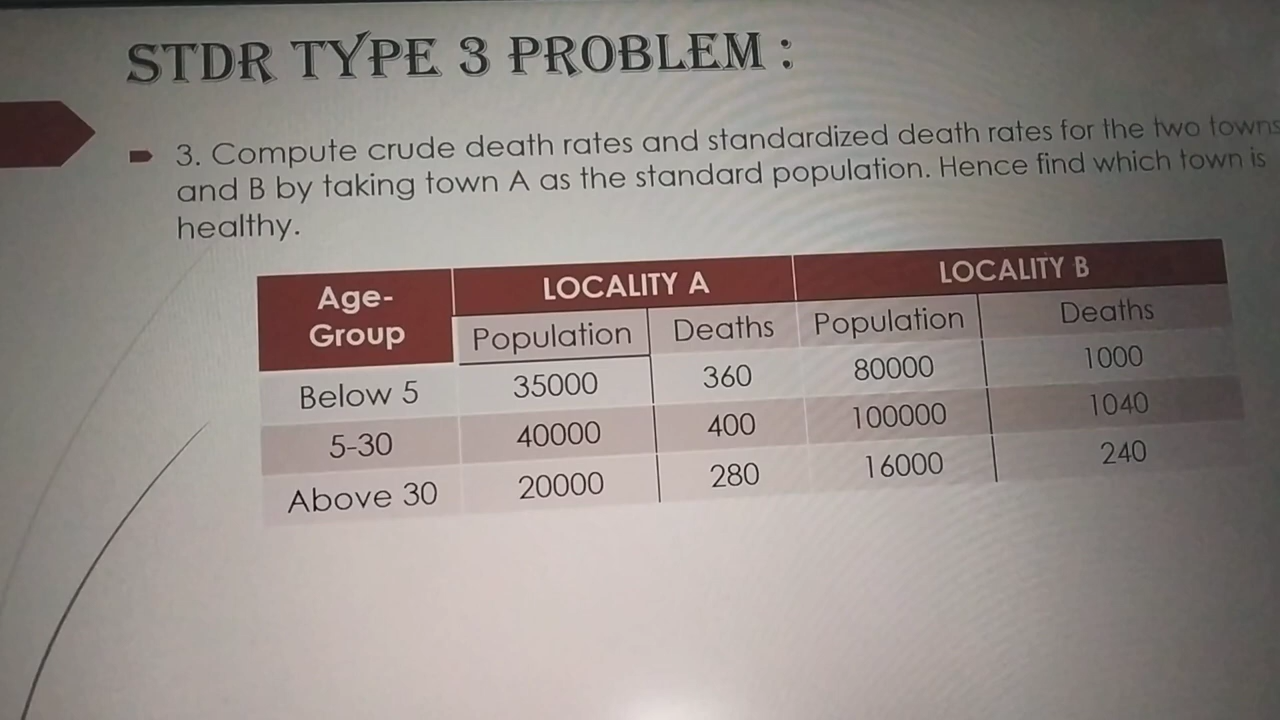 STDR TYPE 3 PROBLEM :
3. Compute crude death rates and standardized death rates for the two towns
and B by taking town A as the standard population. Hence find which town is
healthy.
Age-Group LOCALITY A LOCALITY B
Population Deaths Population Deaths
Below 5 35000 360 80000 1000
5-30 40000 400 100000 1040
Above 30 20000 280 16000 240